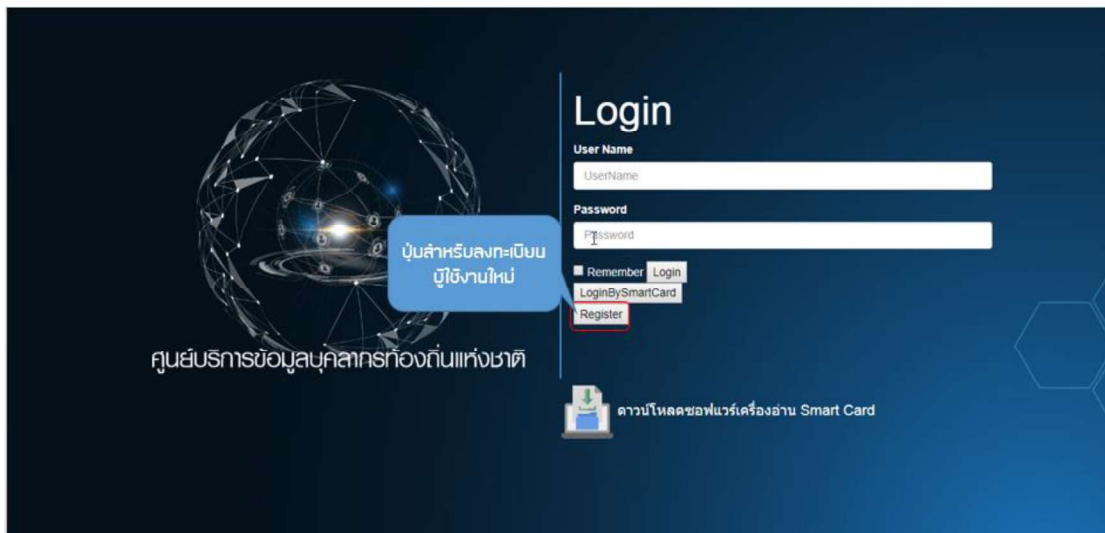 Login
User Name
UserName
Password
Password
Remember Login
LoginBySmartCard
Register
ปุ่มสำหรับลงทะเบียน
ผู้ใช้งานใหม่
ศูนย์บริการข้อมูลบุคลากรท้องถิ่นแห่งชาติ
ดาวน์โหลดซอฟแวร์เครื่องอ่าน Smart Card